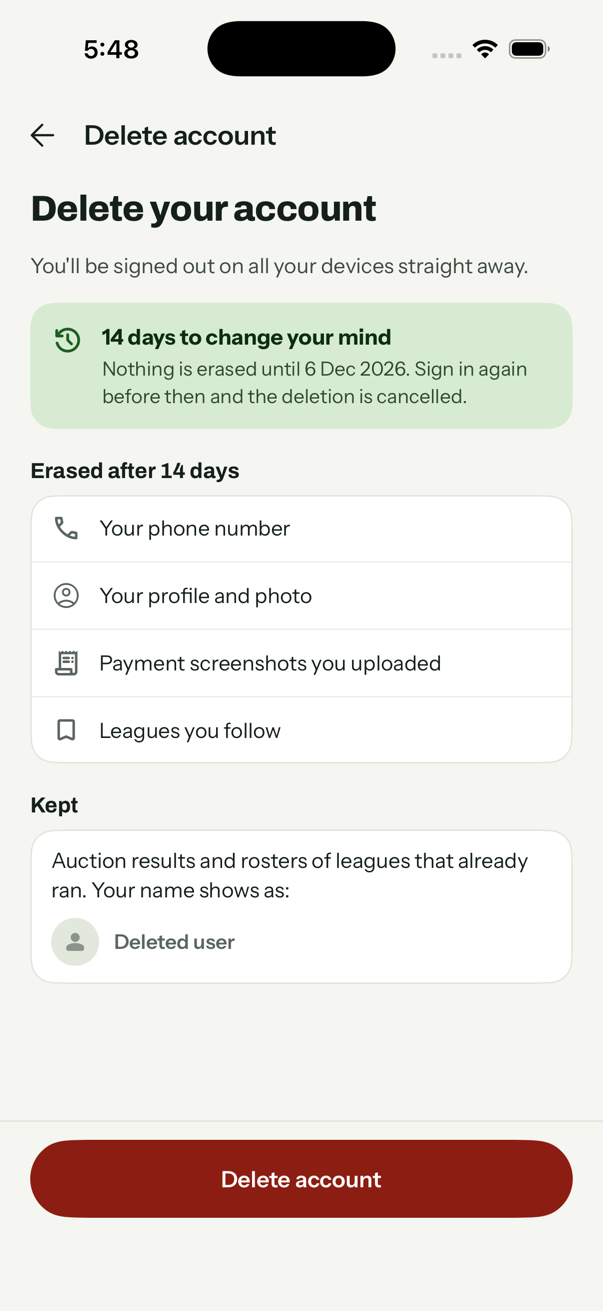 5:48
Delete account
Delete your account
You'll be signed out on all your devices straight away.
14 days to change your mind
Nothing is erased until 6 Dec 2026. Sign in again
before then and the deletion is cancelled.
Erased after 14 days
Your phone number
Your profile and photo
Payment screenshots you uploaded
Leagues you follow
Kept
Auction results and rosters of leagues that already
ran. Your name shows as:
Deleted user
Delete account